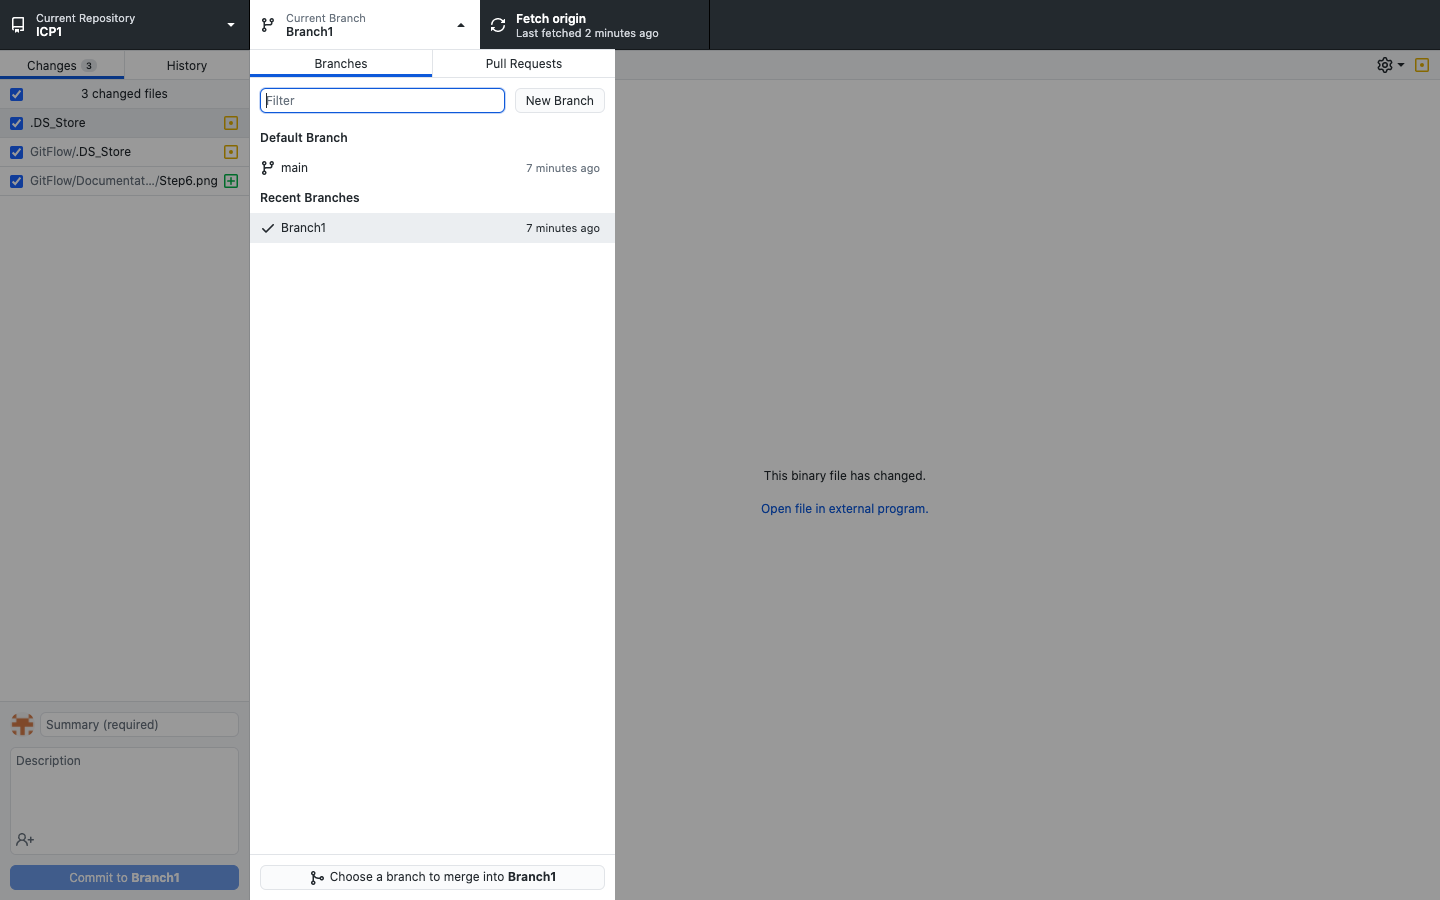 Current Repository
ICP1
Current Branch
Branch1
Fetch origin
Last fetched 2 minutes ago
Changes 3
History
Branches
Pull Requests
3 changed files
Filter
New Branch
.DS_Store
Default Branch
GitFlow/.DS_Store
main
7 minutes ago
GitFlow/Documentat.../Step6.png
Recent Branches
Branch1
7 minutes ago
This binary file has changed.
Open file in external program.
Summary (required)
Description
Commit to Branch1
Choose a branch to merge into Branch1